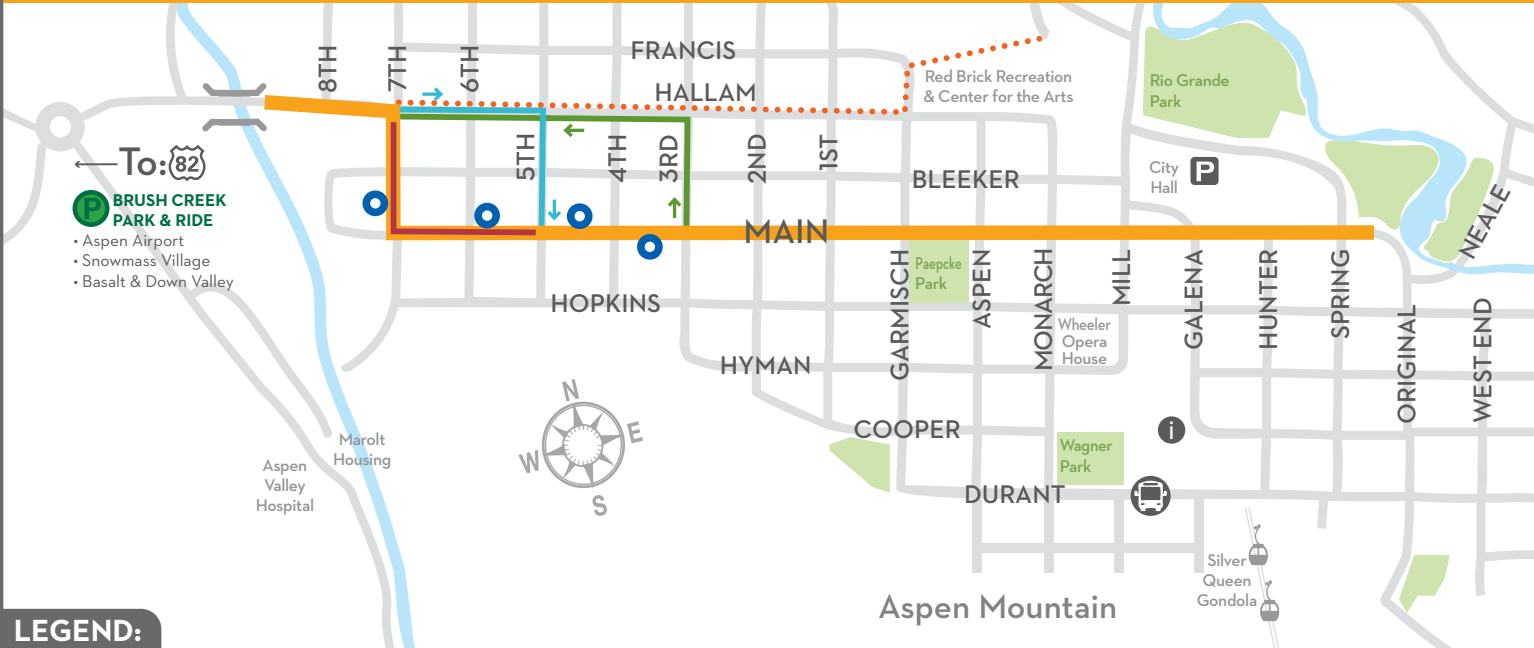 8TH
7TH
6TH
FRANCIS
HALLAM
Red Brick Recreation
& Center for the Arts
Rio Grande
Park
5TH
4TH
3RD
2ND
1ST
BLEEKER
City
Hall
P
To: 82
P
BRUSH CREEK
PARK & RIDE
• Aspen Airport
• Snowmass Village
• Basalt & Down Valley
MAIN
NEALE
Paepcke
Park
GARMISCH
ASPEN
MONARCH
MILL
GALENA
HUNTER
SPRING
ORIGINAL
WEST END
HOPKINS
Wheeler
Opera
House
HYMAN
N
E
W
S
COOPER
i
Wagner
Park
Marolt
Housing
Aspen
Valley
Hospital
DURANT
Silver
Queen
Gondola
Aspen Mountain
LEGEND: